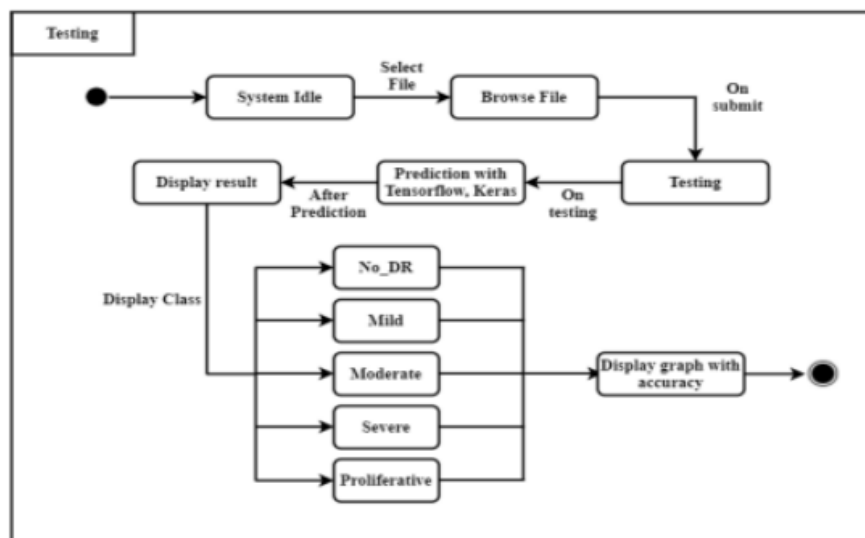 Testing
Select
File
System Idle
Browse File
On
submit
Display result
After
Prediction
Prediction with
Tensorflow, Keras
On
testing
Testing
Display Class
No_DR
Mild
Moderate
Severe
Proliferative
Display graph with
accuracy